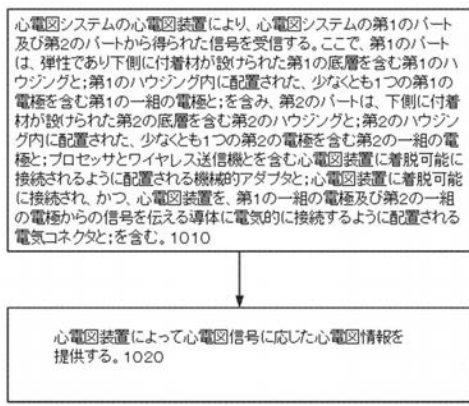 心電図システムの心電図装置により、心電図システムの第1のパート
及び第2のパートから得られた信号を受信する。ここで、第1のパート
は、弾性であり下側に付着材が設けられた第1の底層を含む第1のハ
ウジングと;第1のハウジング内に配置された、少なくとも1つの第1の
電極を含む第1の一組の電極と;を含み、第2のパートは、下側に付着
材が設けられた第2の底層を含む第2のハウジングと;第2のハウジン
グ内に配置された、少なくとも1つの第2の電極を含む第2の一組の電
極と;プロセッサとワイヤレス送信機とを含む心電図装置に着脱可能に
接続されるように配置される機械的アダプタと;心電図装置に着脱可能
に接続され、かつ、心電図装置を、第1の一組の電極及び第2の一組
の電極からの信号を伝える導体に電気的に接続するように配置される
電気コネクタと;を含む。1010
心電図装置によって心電図信号に応じた心電図情報を
提供する。1020